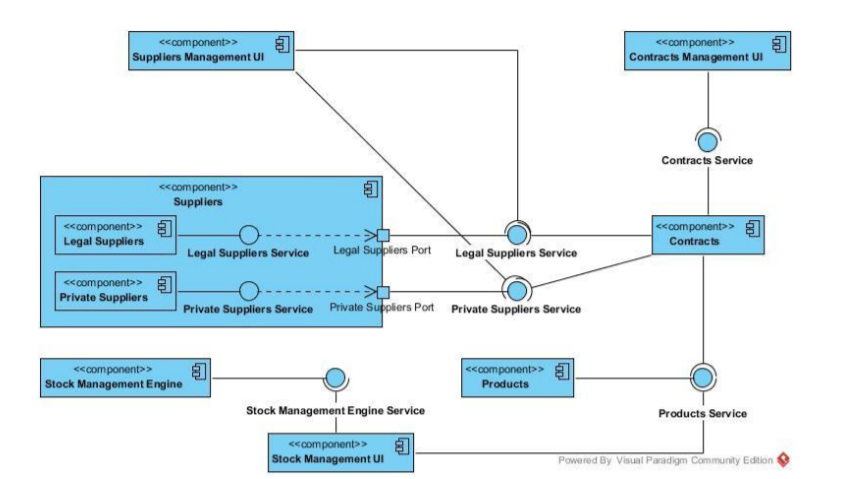 <<component>>
Suppliers Management UI
<<component>>
Contracts Management UI
Contracts Service
<<component>>
Suppliers
<<component>>
Legal Suppliers
Legal Suppliers Service
Legal Suppliers Port
Legal Suppliers Service
<<component>>
Contracts
<<component>>
Private Suppliers
Private Suppliers Service
Private Suppliers Port
Private Suppliers Service
<<component>>
Stock Management Engine
<<component>>
Products
Stock Management Engine Service
Products Service
<<component>>
Stock Management UI
Powered By Visual Paradigm Community Edition